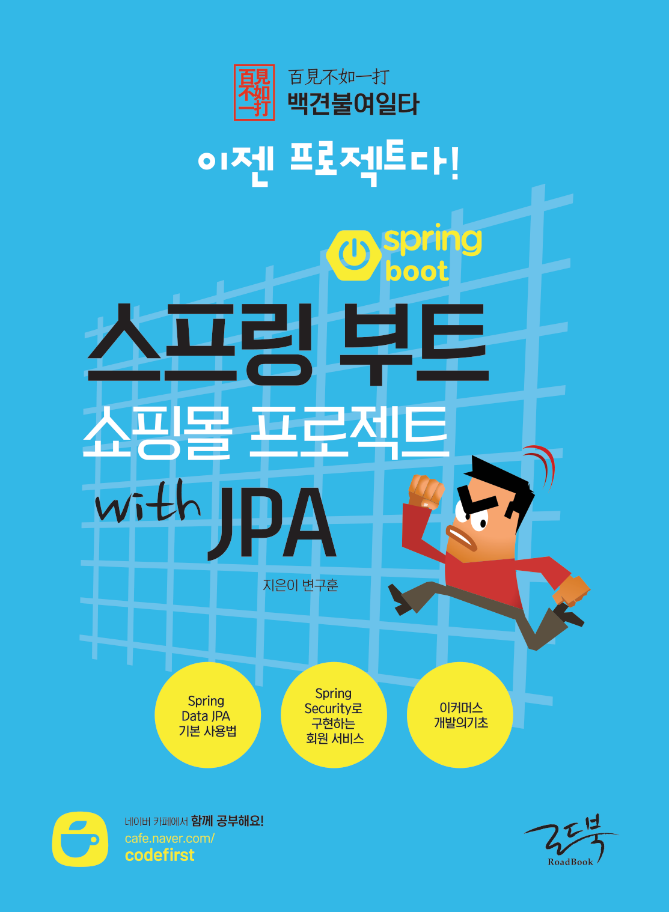 百見
不如
一打
百見不如一打
백견불여일타
이젠 프로젝트다!
spring
boot
스프링 부트
쇼핑몰 프로젝트
with JPA
지은이 변구훈
Spring
Data JPA
기본 사용법
Spring
Security로
구현하는
회원 서비스
이커머스
개발의기초
네이버 카페에서 함께 공부해요!
cafe.naver.com/
codefirst
로드북
RoadBook